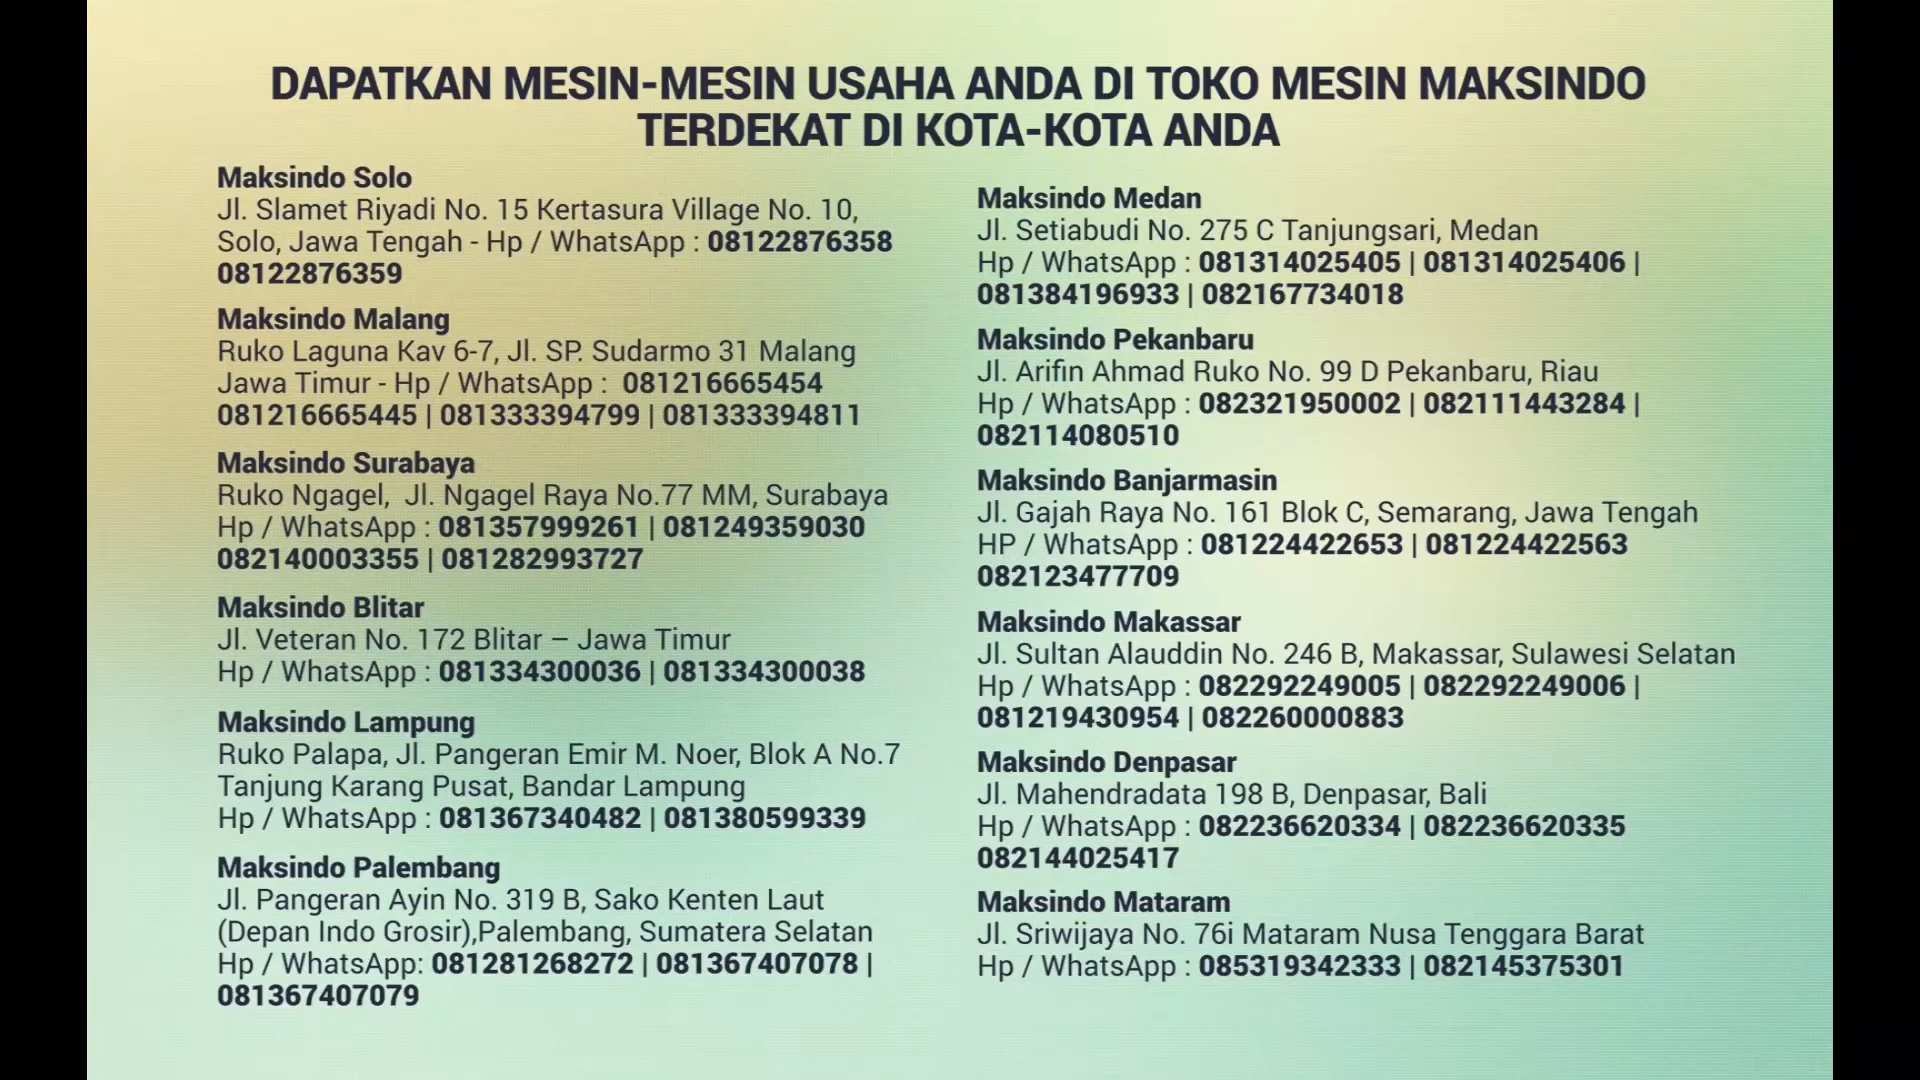 DAPATKAN MESIN-MESIN USAHA ANDA DI TOKO MESIN MAKSINDO
TERDEKAT DI KOTA-KOTA ANDA
Maksindo Solo
Jl. Slamet Riyadi No. 15 Kertasura Village No. 10,
Solo, Jawa Tengah - Hp / WhatsApp : 08122876358
08122876359
Maksindo Malang
Ruko Laguna Kav 6-7, Jl. SP. Sudarmo 31 Malang
Jawa Timur - Hp / WhatsApp :  081216665454
081216665445 | 081333394799 | 081333394811
Maksindo Surabaya
Ruko Ngagel,  Jl. Ngagel Raya No.77 MM, Surabaya
Hp / WhatsApp : 081357999261 | 081249359030
082140003355 | 081282993727
Maksindo Blitar
Jl. Veteran No. 172 Blitar – Jawa Timur
Hp / WhatsApp : 081334300036 | 081334300038
Maksindo Lampung
Ruko Palapa, Jl. Pangeran Emir M. Noer, Blok A No.7
Tanjung Karang Pusat, Bandar Lampung
Hp / WhatsApp : 081367340482 | 081380599339
Maksindo Palembang
Jl. Pangeran Ayin No. 319 B, Sako Kenten Laut
(Depan Indo Grosir),Palembang, Sumatera Selatan
Hp / WhatsApp: 081281268272 | 081367407078 |
081367407079
Maksindo Medan
Jl. Setiabudi No. 275 C Tanjungsari, Medan
Hp / WhatsApp : 081314025405 | 081314025406 |
081384196933 | 082167734018
Maksindo Pekanbaru
Jl. Arifin Ahmad Ruko No. 99 D Pekanbaru, Riau
Hp / WhatsApp : 082321950002 | 082111443284 |
082114080510
Maksindo Banjarmasin
Jl. Gajah Raya No. 161 Blok C, Semarang, Jawa Tengah
HP / WhatsApp : 081224422653 | 081224422563
082123477709
Maksindo Makassar
Jl. Sultan Alauddin No. 246 B, Makassar, Sulawesi Selatan
Hp / WhatsApp : 082292249005 | 082292249006 |
081219430954 | 082260000883
Maksindo Denpasar
Jl. Mahendradata 198 B, Denpasar, Bali
Hp / WhatsApp : 082236620334 | 082236620335
082144025417
Maksindo Mataram
Jl. Sriwijaya No. 76i Mataram Nusa Tenggara Barat
Hp / WhatsApp : 085319342333 | 082145375301